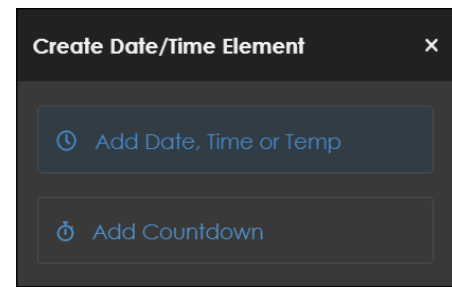 Create Date/Time Element
Add Date, Time or Temp
Add Countdown